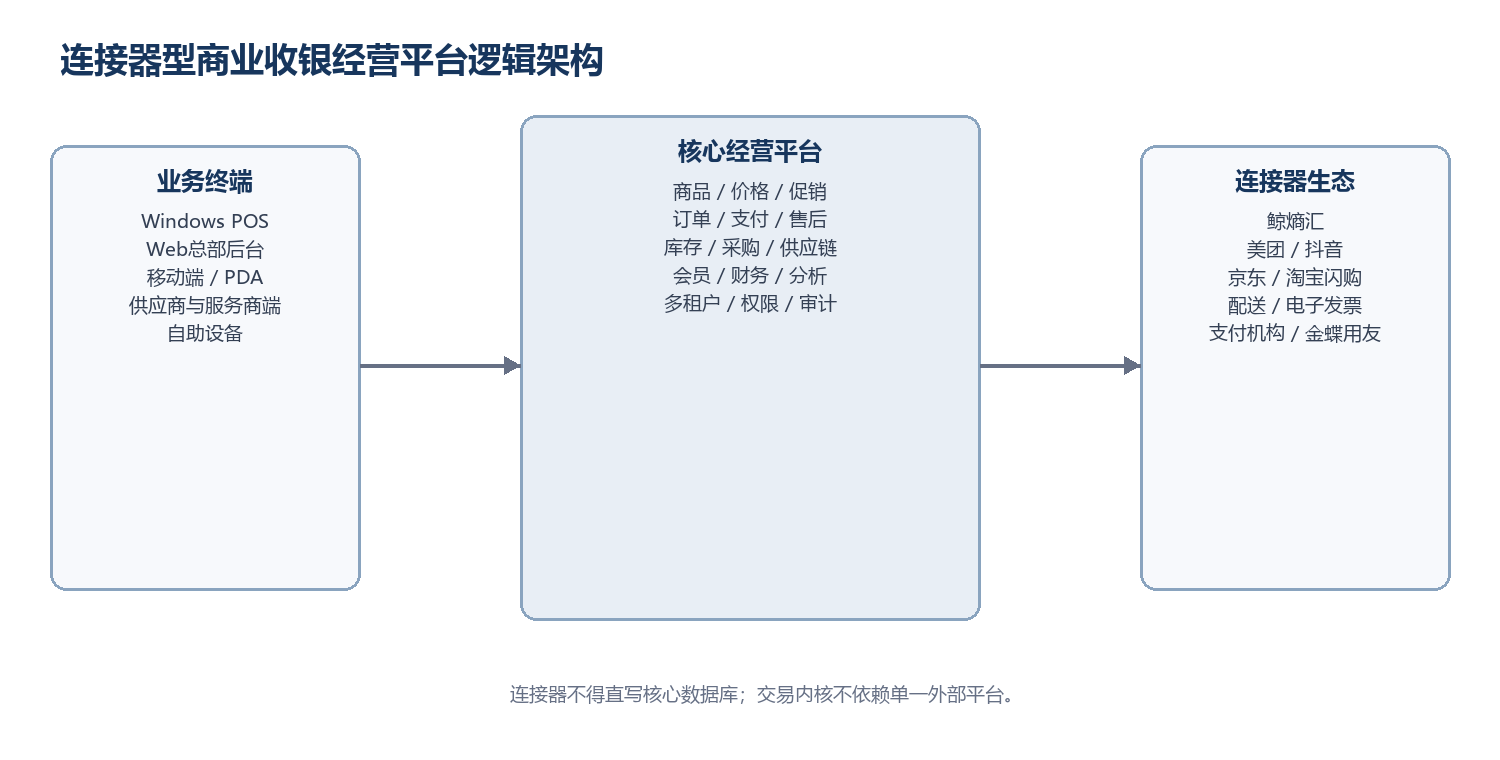 连接器型商业收银经营平台逻辑架构
业务终端
Windows POS
Web总部后台
移动端 / PDA
供应商与服务商端
自助设备
核心经营平台
商品 / 价格 / 促销
订单 / 支付 / 售后
库存 / 采购 / 供应链
会员 / 财务 / 分析
多租户 / 权限 / 审计
连接器生态
鲸熵汇
美团 / 抖音
京东 / 淘宝闪购
配送 / 电子发票
支付机构 / 金蝶用友
连接器不得直写核心数据库；交易内核不依赖单一外部平台。